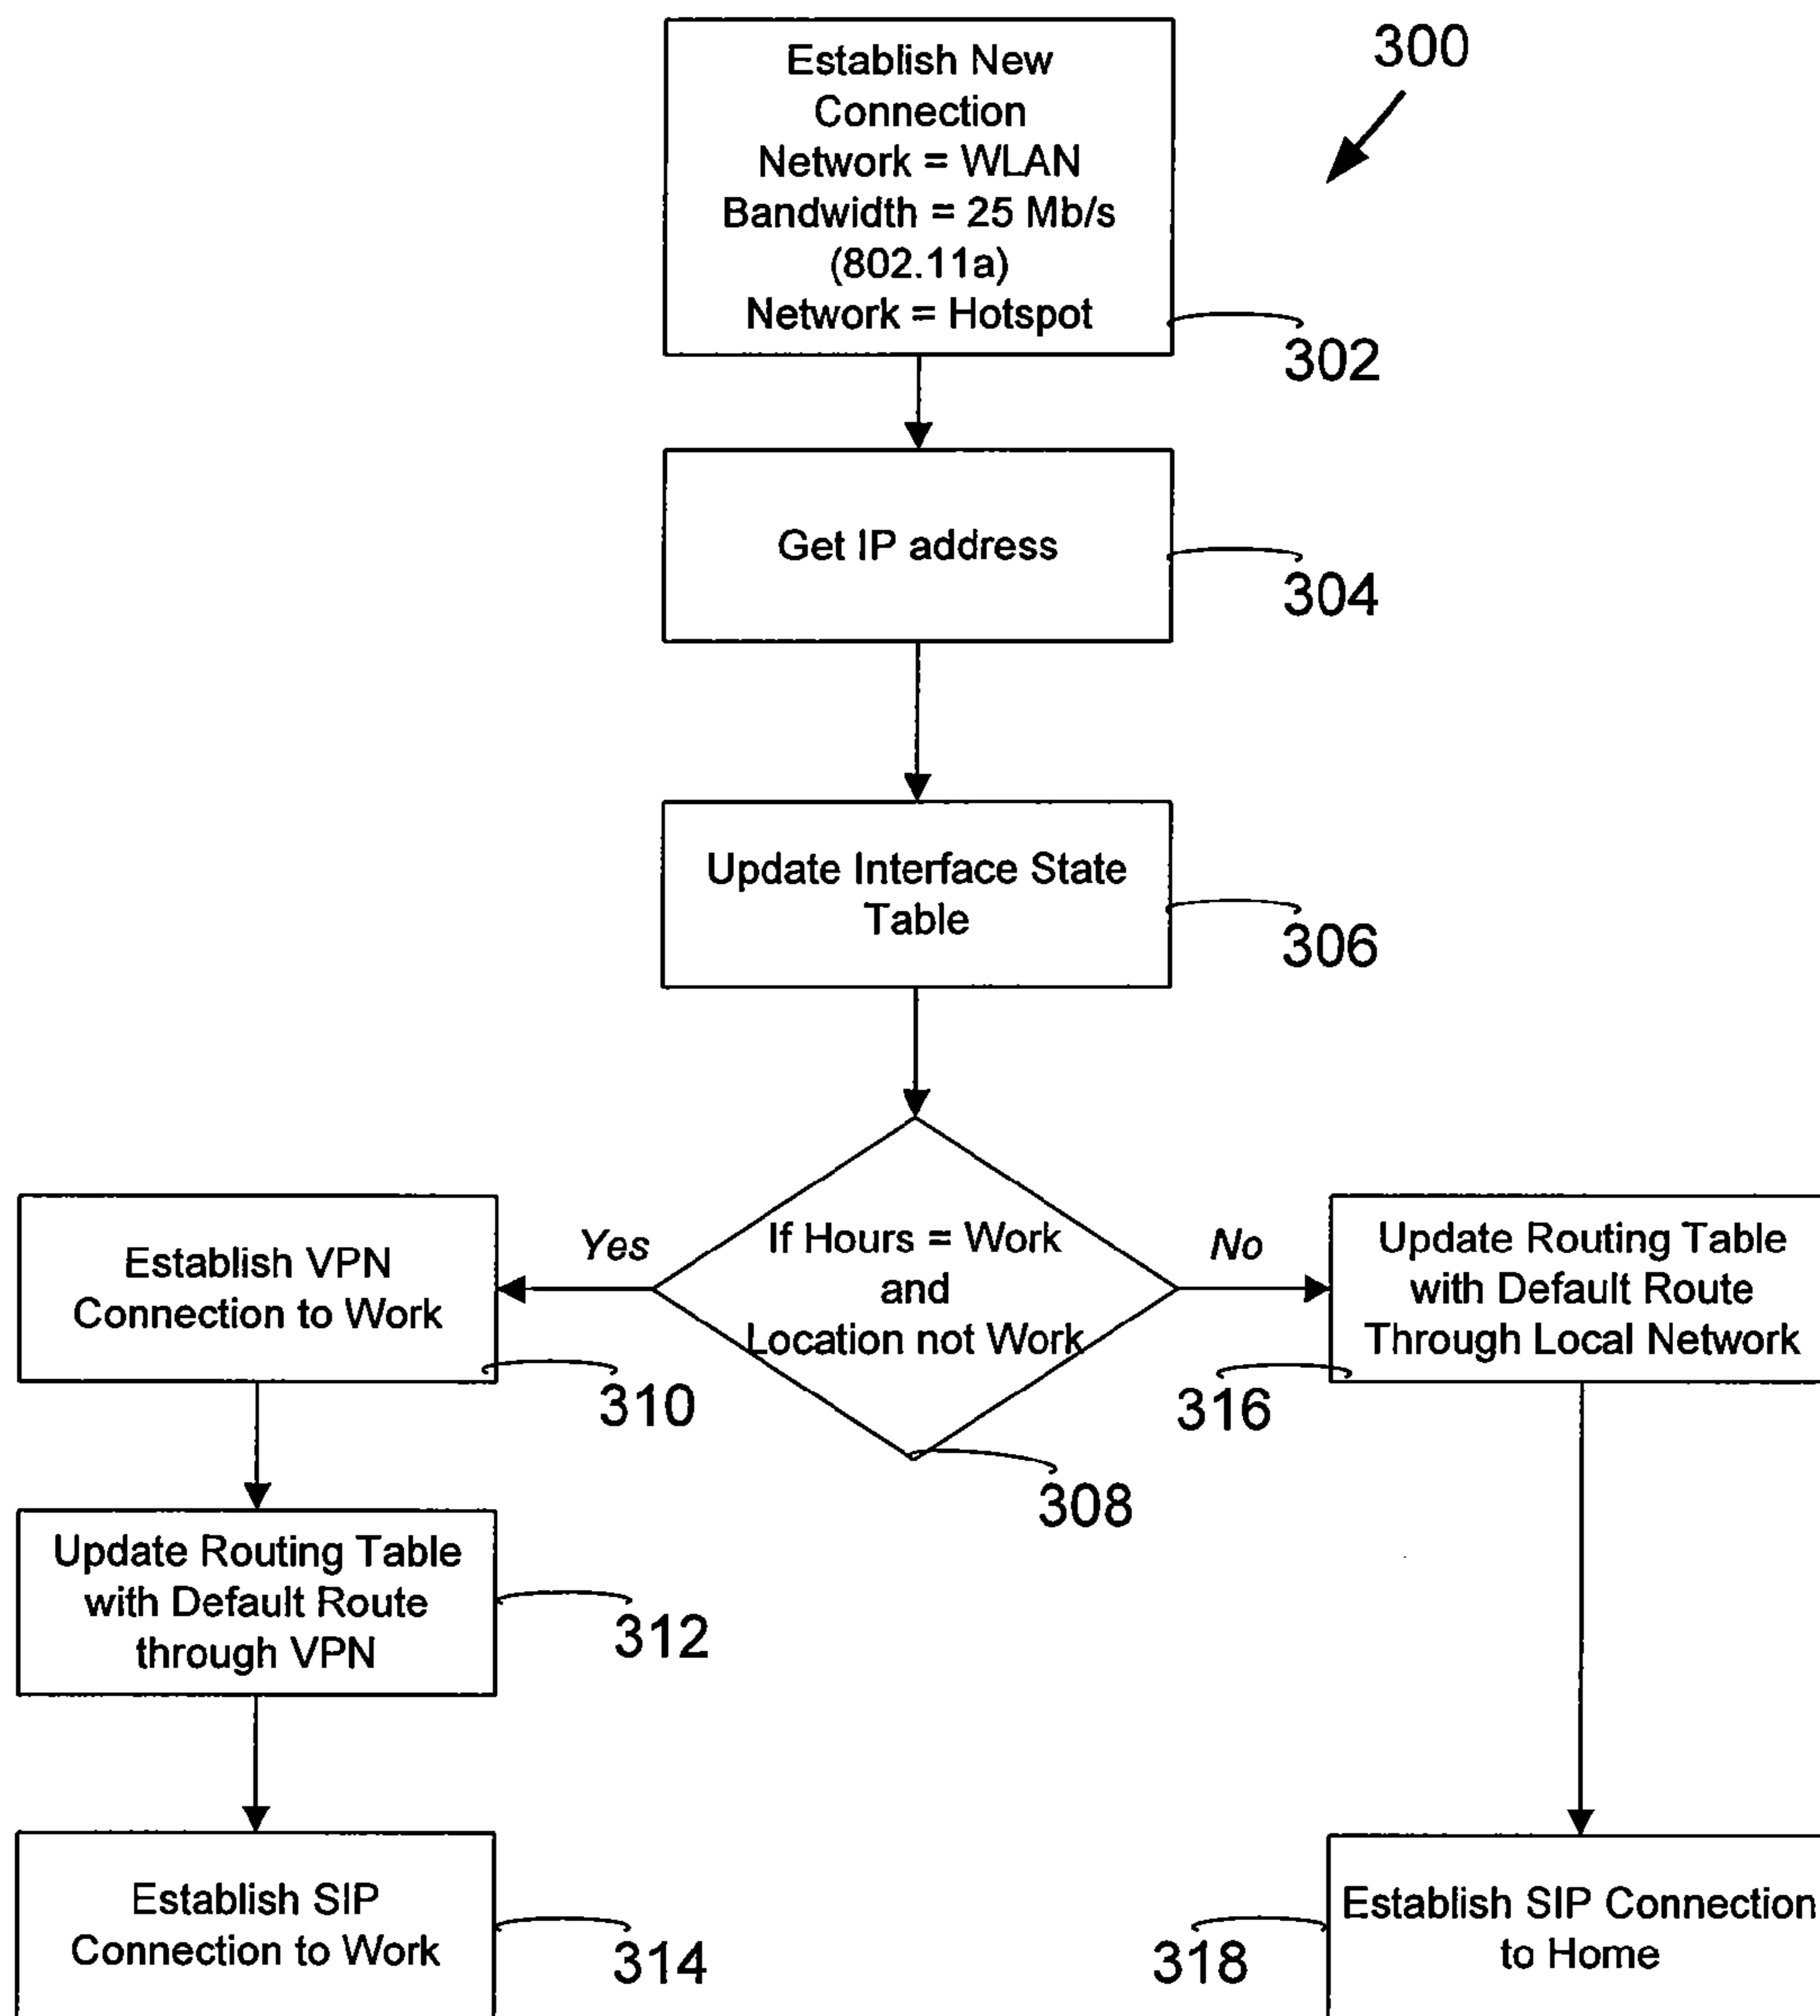 300
Establish New
Connection
Network = WLAN
Bandwidth = 25 Mb/s
(802.11a)
Network = Hotspot
302
Get IP address
304
Update Interface State
Table
306
If Hours = Work
and
Location not Work
308
Yes
No
Establish VPN
Connection to Work
310
Update Routing Table
with Default Route
through VPN
312
Establish SIP
Connection to Work
314
Update Routing Table
with Default Route
Through Local Network
316
Establish SIP Connection
to Home
318